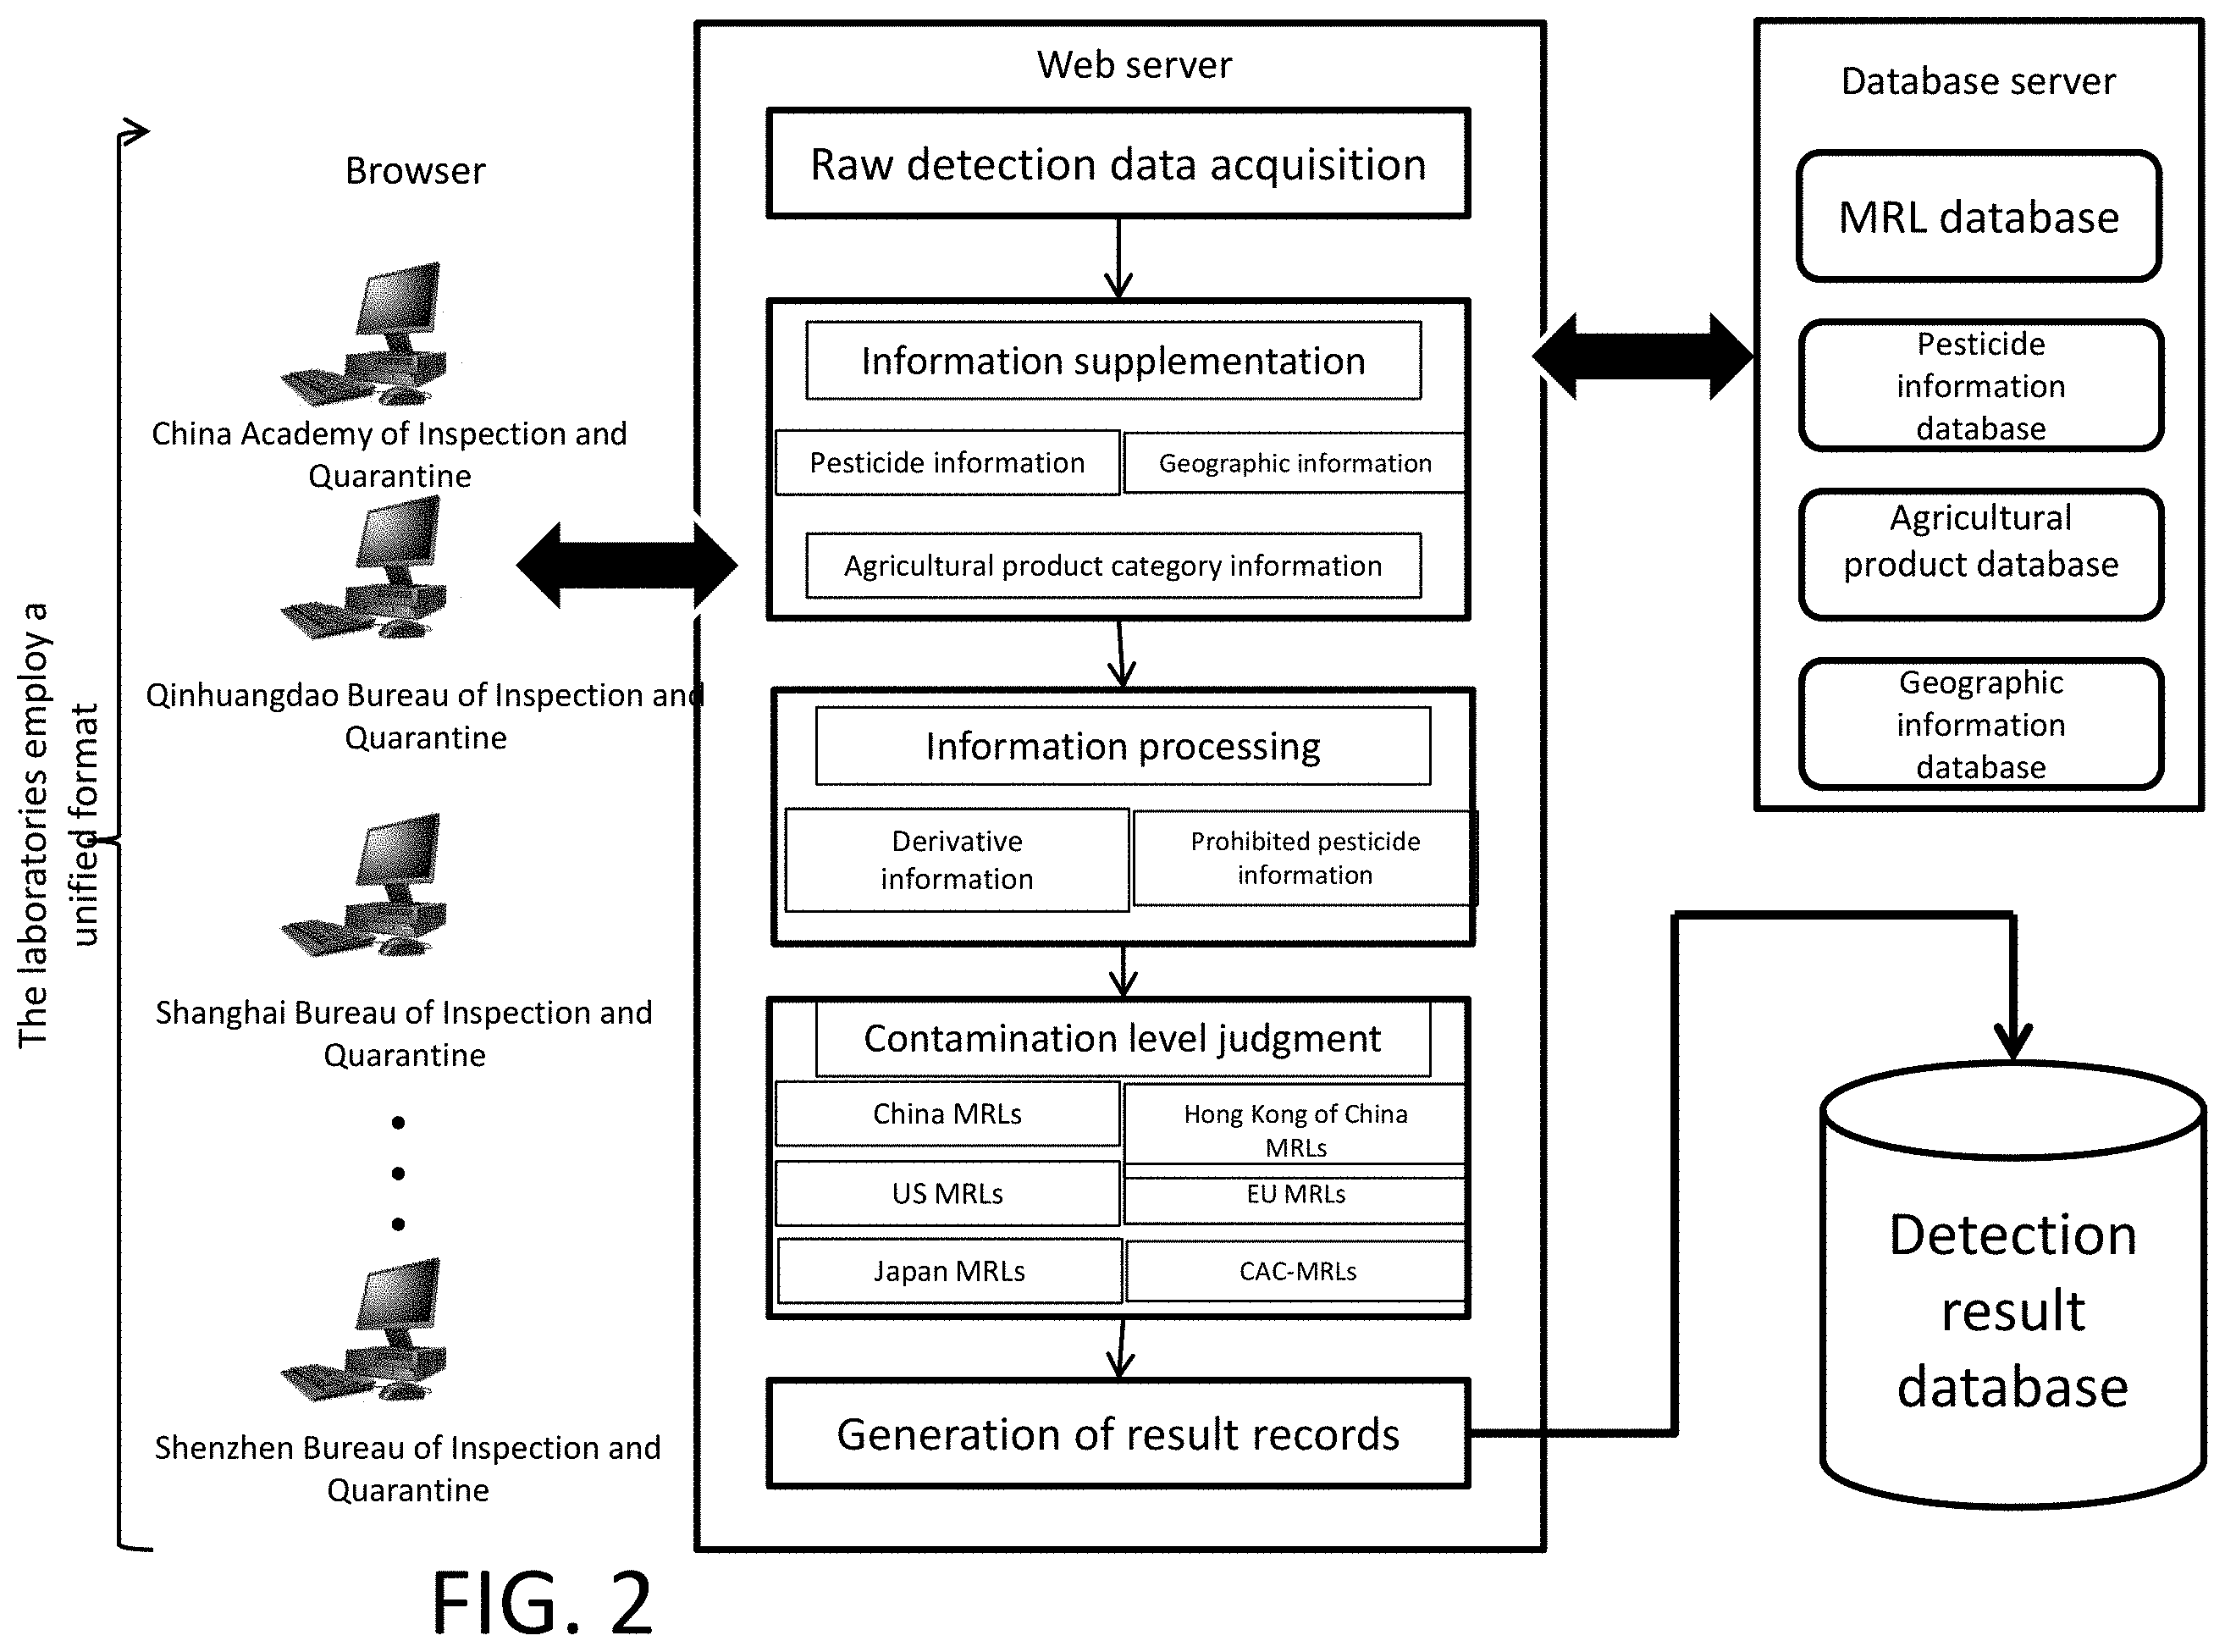 The laboratories employ a
unified format
Browser
China Academy of Inspection and
Quarantine
Qinhuangdao Bureau of Inspection and
Quarantine
Shanghai Bureau of Inspection and
Quarantine
Shenzhen Bureau of Inspection and
Quarantine
Web server
Raw detection data acquisition
Information supplementation
Pesticide information
Geographic information
Agricultural product category information
Information processing
Derivative
information
Prohibited pesticide
information
Contamination level judgment
China MRLs
Hong Kong of China
MRLs
US MRLs
EU MRLs
Japan MRLs
CAC-MRLs
Generation of result records
Database server
MRL database
Pesticide
information
database
Agricultural
product database
Geographic
information
database
Detection
result
database
FIG. 2